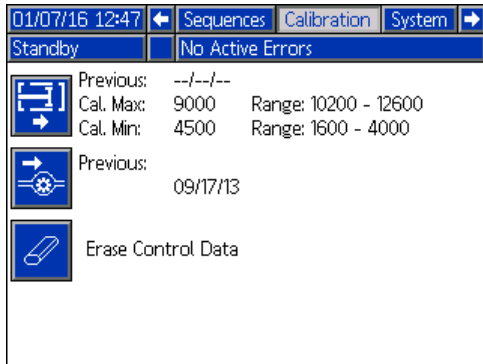 01/07/16 12:47 Sequences Calibration System
Standby No Active Errors
Previous: --/--/--
Cal. Max: 9000 Range: 10200 - 12600
Cal. Min: 4500 Range: 1600 - 4000
Previous:
09/17/13
Erase Control Data